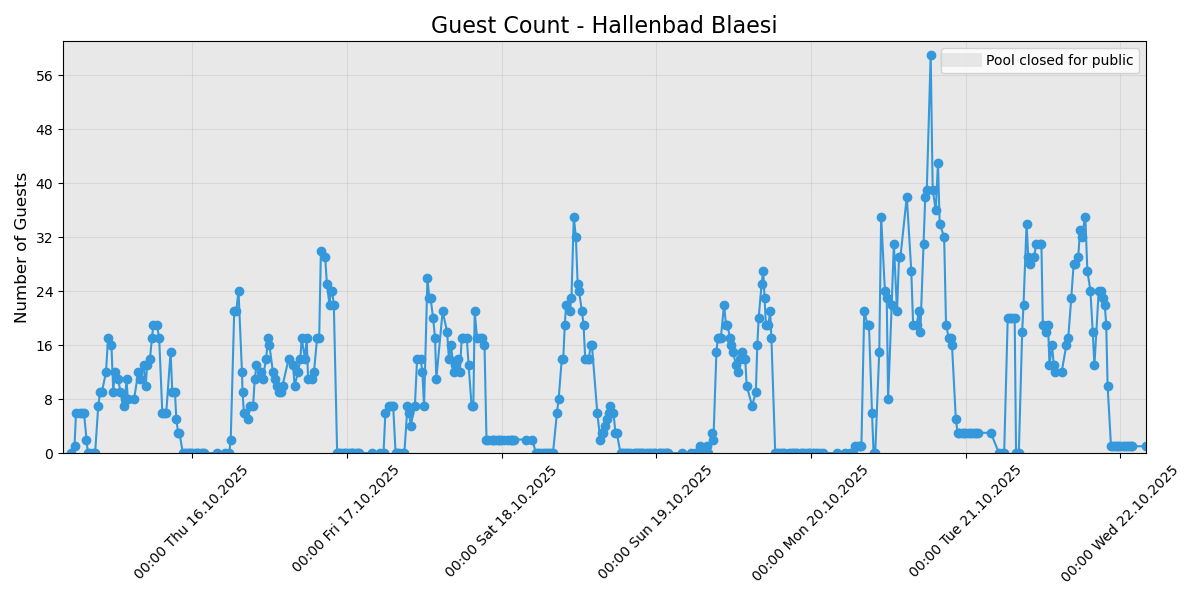 Guest Count - Hallenbad Blaesi
Pool closed for public
Number of Guests
56
48
40
32
24
16
8
0
00:00 Thu 16.10.2025
00:00 Fri 17.10.2025
00:00 Sat 18.10.2025
00:00 Sun 19.10.2025
00:00 Mon 20.10.2025
00:00 Tue 21.10.2025
00:00 Wed 22.10.2025